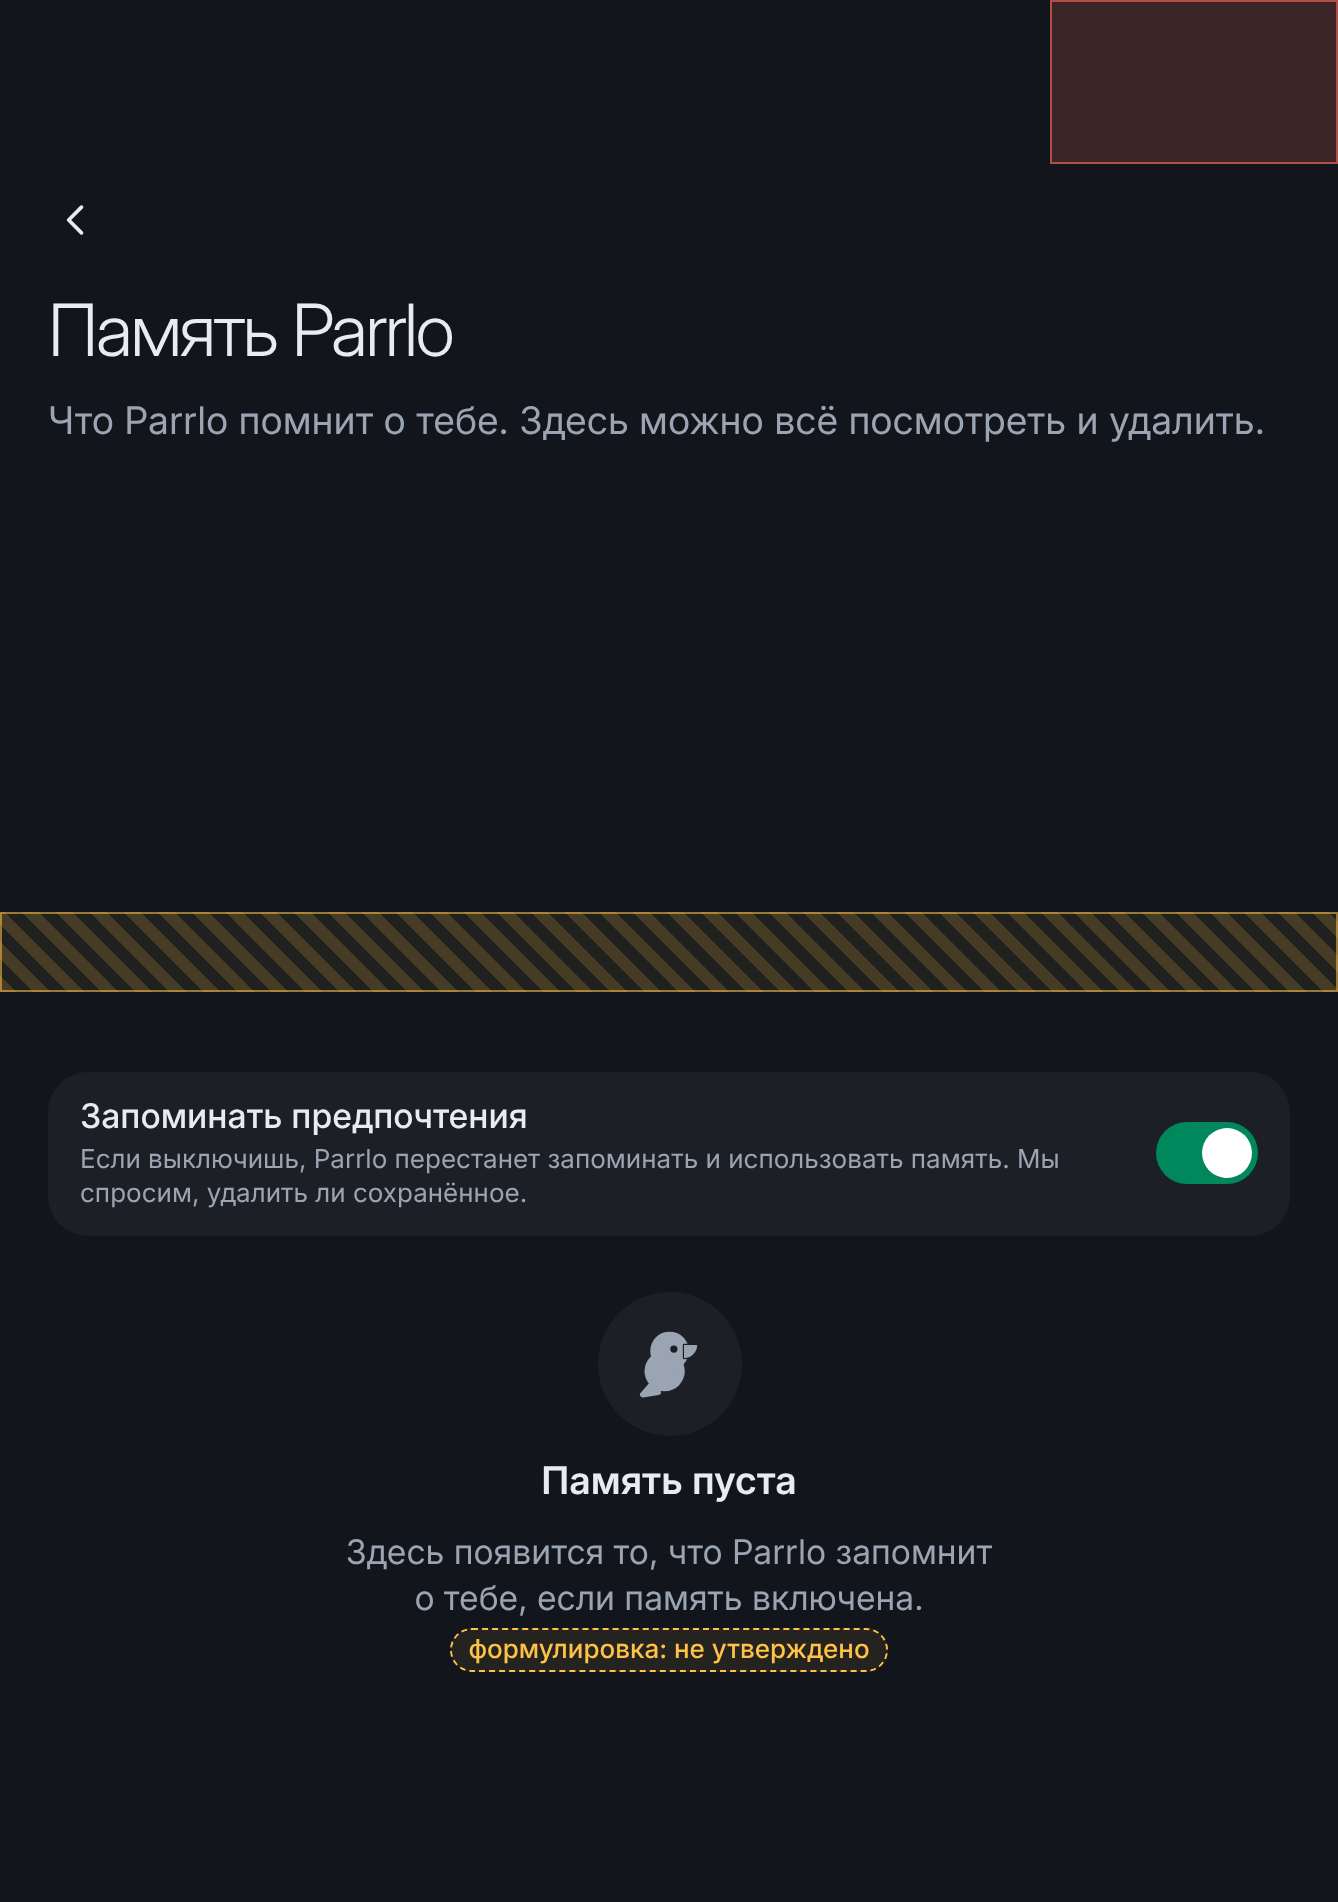 Память Parrlo
Что Parrlo помнит о тебе. Здесь можно всё посмотреть и удалить.
Запоминать предпочтения
Если выключишь, Parrlo перестанет запоминать и использовать память. Мы
спросим, удалить ли сохранённое.
Память пуста
Здесь появится то, что Parrlo запомнит
о тебе, если память включена.
формулировка: не утверждено